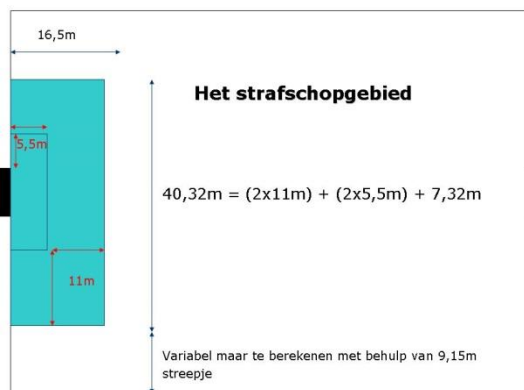 16,5m
Het strafschopgebied
5,5m
40,32m = (2x11m) + (2x5,5m) + 7,32m
11m
Variabel maar te berekenen met behulp van 9,15m
streepje